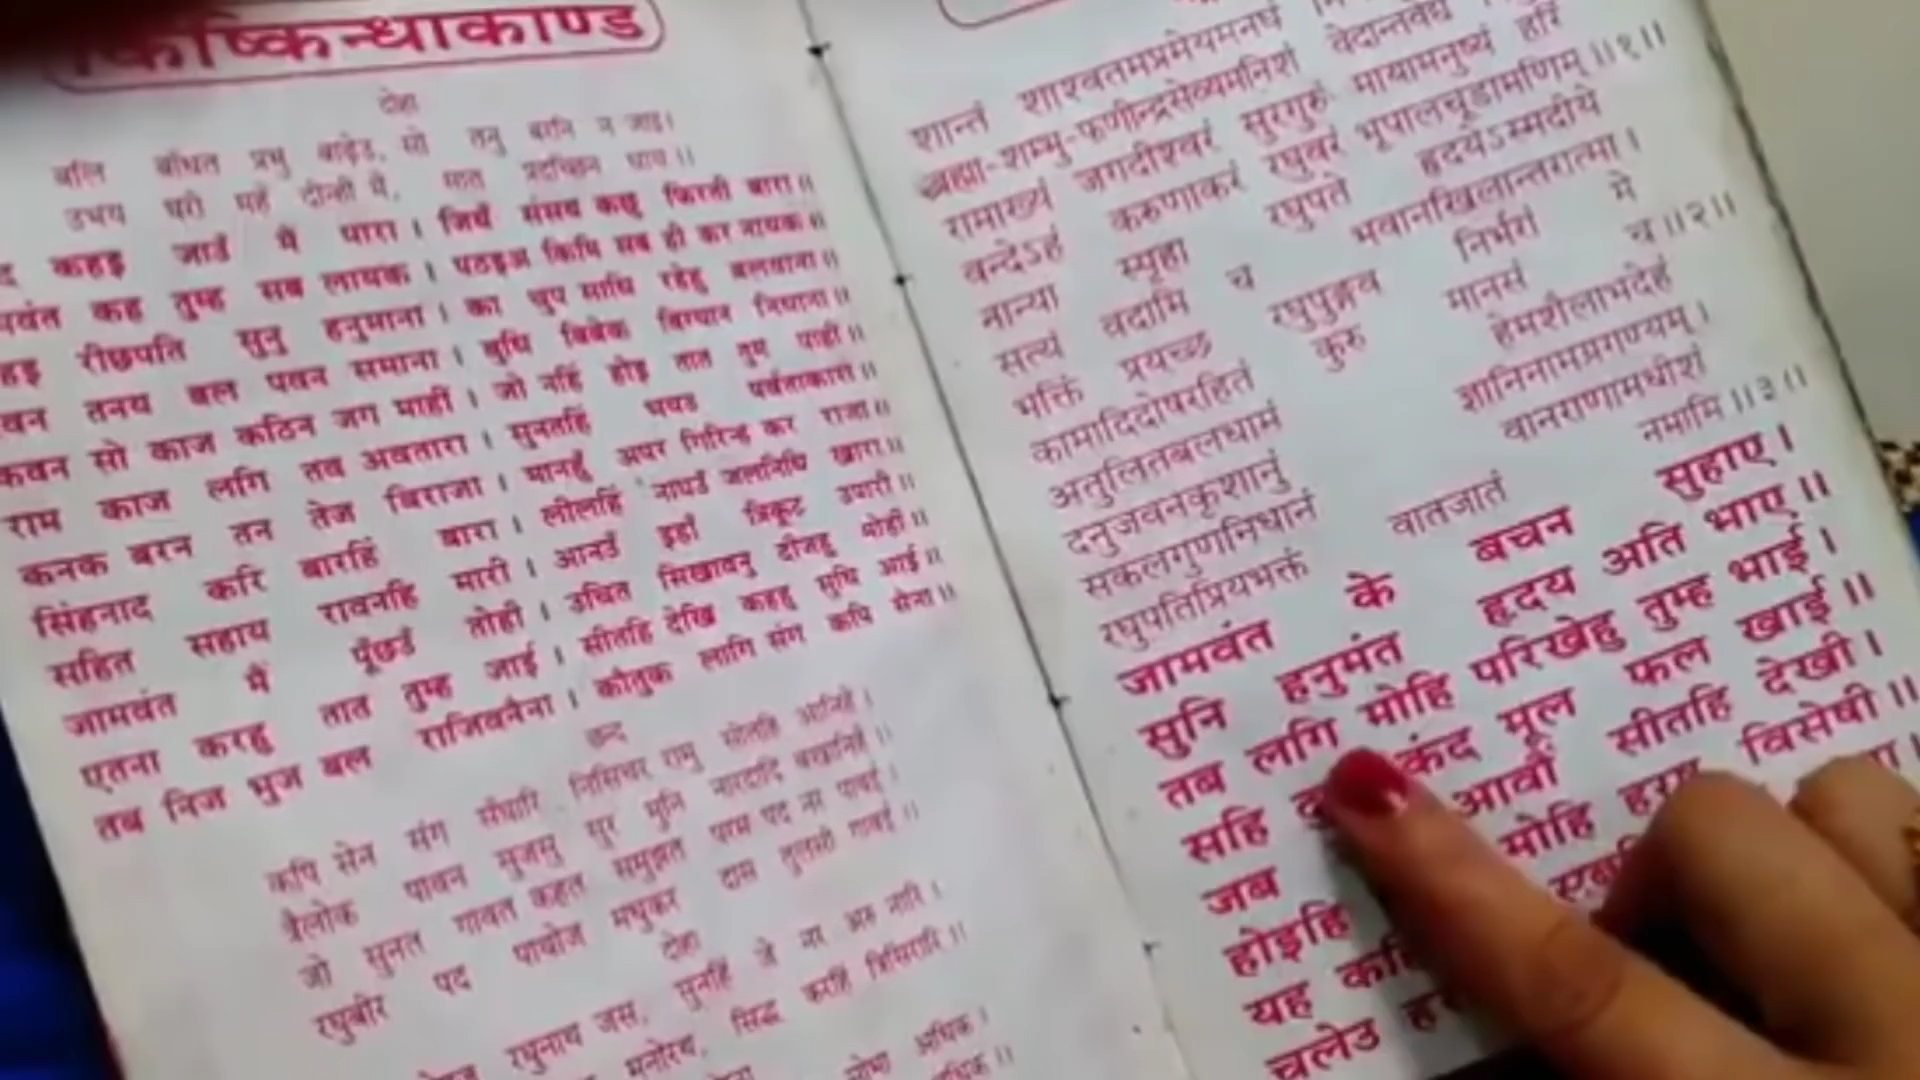 किष्किन्धाकाण्ड
दोहा
बलि बाँधत प्रभु बाढ़ेउ, सो तनु बरनि न जाइ।
उभय घरी महँ दीन्हीं मैं, सात प्रदच्छिन धाय॥
कहइ जाउँ मैं पारा। जियँ संसय कछु फिरती बारा॥
कह तुम्ह सब लायक। पठइअ किमि सब ही कर नायक॥
रीछपति सुनु हनुमाना। का चुप साधि रहेहु बलवाना॥
तनय बल पवन समाना। बुधि बिबेक बिग्यान निधाना॥
कवन सो काज कठिन जग माहीं। जो नहिं होइ तात तुम पाहीं॥
राम काज लगि तव अवतारा। सुनतहिं भयउ पर्वताकारा॥
कनक बरन तन तेज बिराजा। मानहुँ अपर गिरिन्ह कर राजा॥
सिंहनाद करि बारहिं बारा। लीलहिं नाघउँ जलनिधि खारा॥
सहित सहाय रावनहि मारी। आनउँ इहाँ त्रिकूट उपारी॥
जामवंत मैं पूँछउँ तोही। उचित सिखावनु दीजहु मोही॥
एतना करहु तात तुम्ह जाई। सीतहि देखि कहहु सुधि आई॥
तब निज भुज बल राजिवनैना। कौतुक लागि संग कपि सेना॥
छन्द
कपि सेन संग सँघारि निसिचर रामु सीतहि आनिहैं।
त्रैलोक पावन सुजसु सुर मुनि नारदादि बखानिहैं॥
जो सुनत गावत कहत समुझत परम पद नर पावई।
रघुबीर पद पाथोज मधुकर दास तुलसी गावई॥
दोहा
रघुनाथ जस, सुनहिं जे नर अरु नारि।
मनोरथ, सिद्ध करहिं त्रिसिरारि॥
सोभा अधिक।
शान्तं शाश्वतमप्रमेयमनघं
ब्रह्मा-शम्भु-फणीन्द्रसेव्यमनिशं वेदान्तवेद्यं
रामाख्यं जगदीश्वरं सुरगुरुं मायामनुष्यं हरिं
वन्देऽहं करुणाकरं रघुवरं भूपालचूडामणिम्॥१॥
नान्या स्पृहा रघुपते हृदयेऽस्मदीये
सत्यं वदामि च भवानखिलान्तरात्मा।
भक्तिं प्रयच्छ रघुपुङ्गव निर्भरां मे
कामादिदोषरहितं कुरु मानसं च॥२॥
अतुलितबलधामं हेमशैलाभदेहं
दनुजवनकृशानुं ज्ञानिनामग्रगण्यम्।
सकलगुणनिधानं वानराणामधीशं
रघुपतिप्रियभक्तं वातजातं नमामि॥३॥
जामवंत के बचन सुहाए।
सुनि हनुमंत हृदय अति भाए॥
तब लगि मोहि परिखेहु तुम्ह भाई।
सहि कंद मूल फल खाई॥
जब आवौं सीतहि देखी।
होइहि मोहि हरष बिसेषी॥
यह
चलेउ